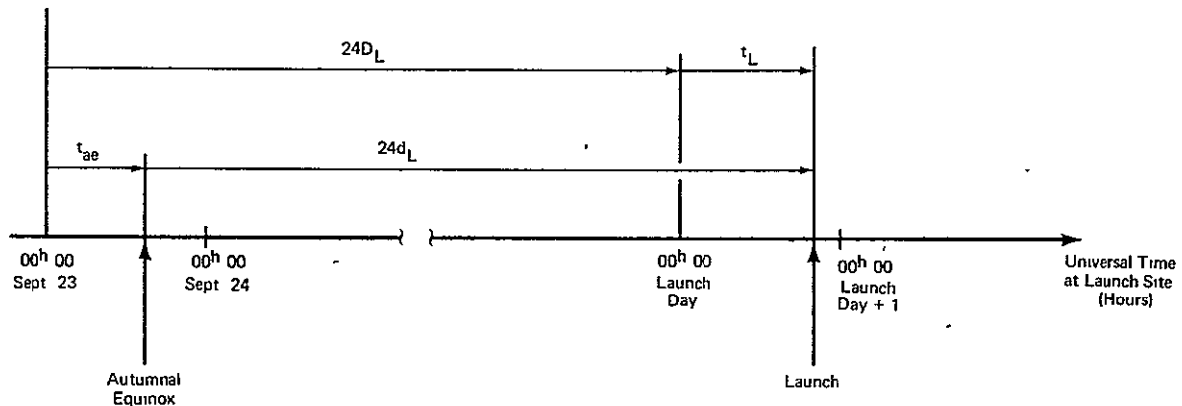 24D_L
t_L
t_ae
24d_L
00^h 00
Sept 23
00^h 00
Sept 24
00^h 00
Launch
Day
00^h 00
Launch
Day + 1
Universal Time
at Launch Site
(Hours)
Autumnal
Equinox
Launch